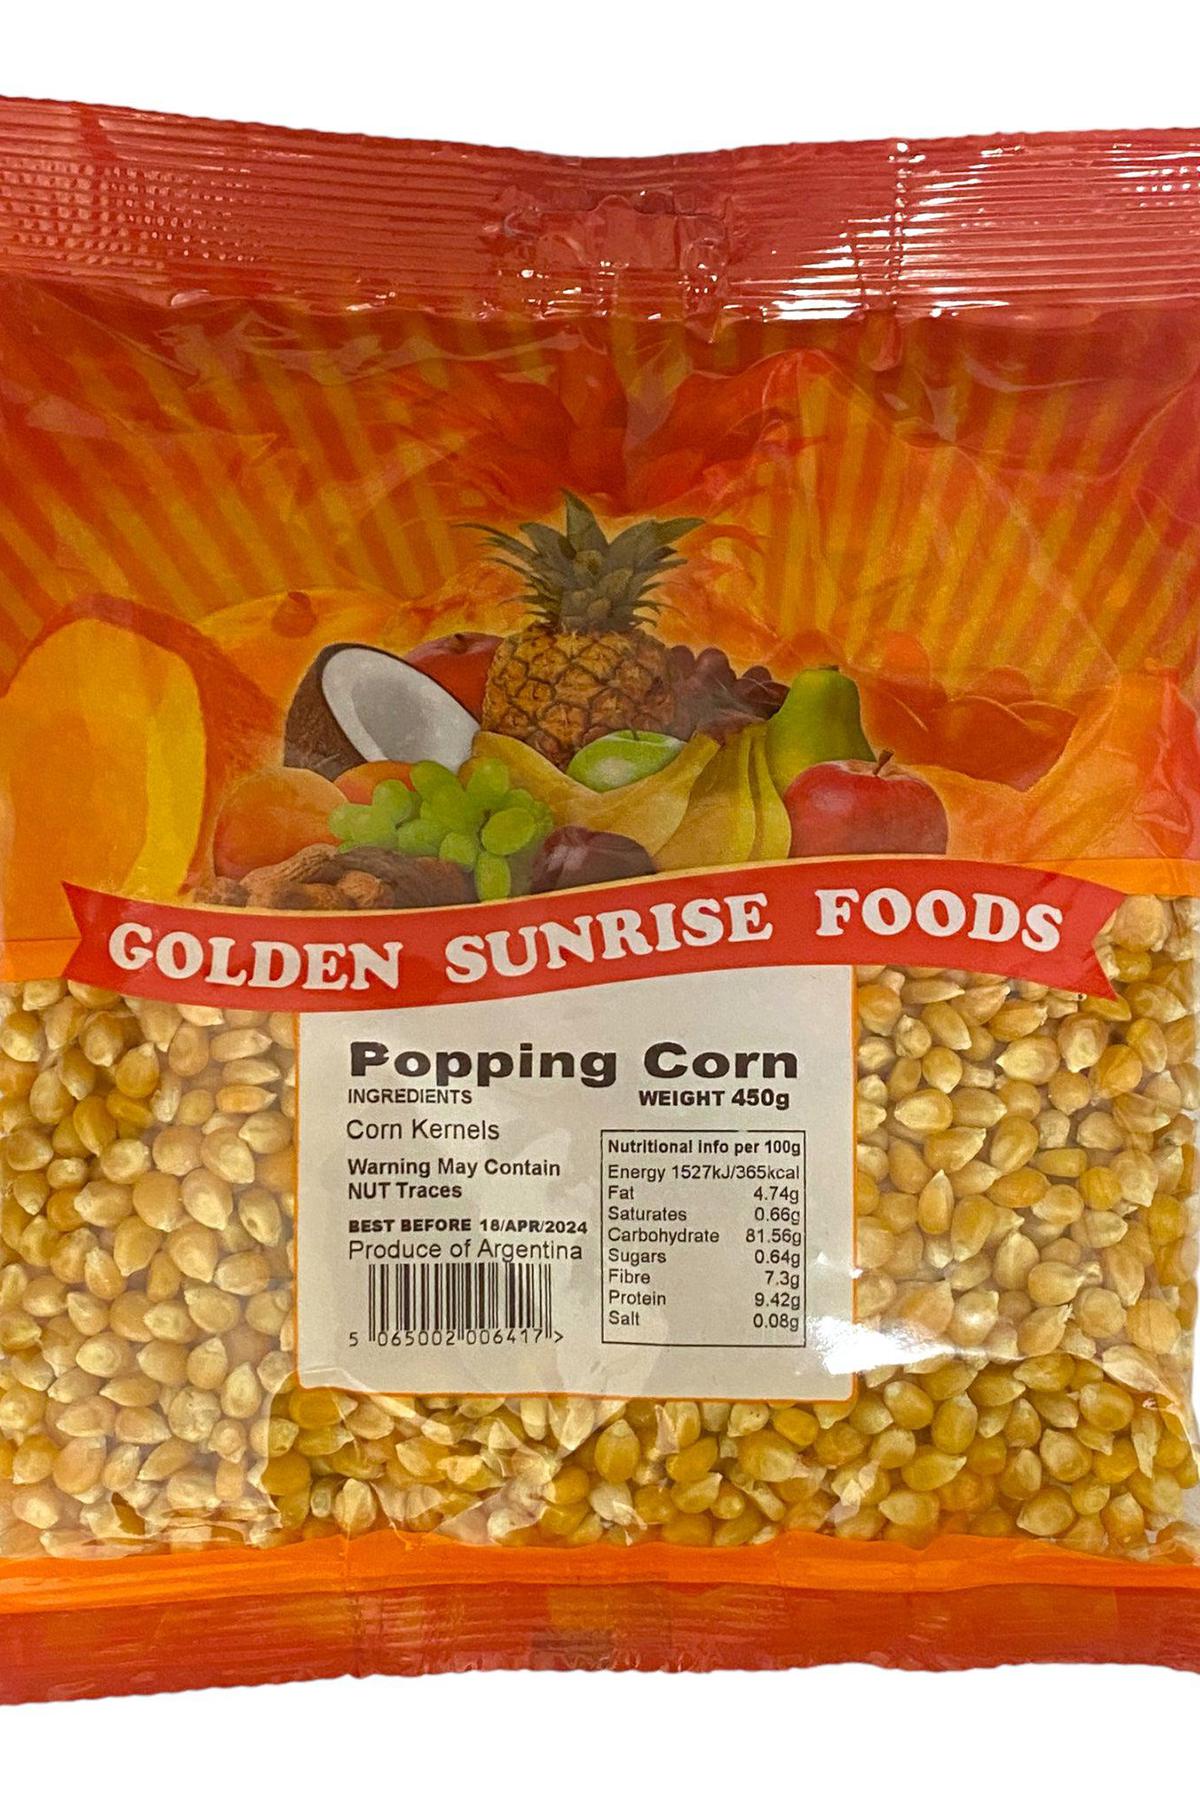 GOLDEN SUNRISE FOODS
Popping Corn
INGREDIENTS
WEIGHT 450g
Corn Kernels
Warning May Contain
NUT Traces
BEST BEFORE 18/APR/2024
Produce of Argentina
5 065002 006417 >
Nutritional Info per 100g
Energy 1527kJ/365kcal
Fat 4.74g
Saturates 0.66g
Carbohydrate 81.56g
Sugars 0.64g
Fibre 7.3g
Protein 9.42g
Salt 0.08g